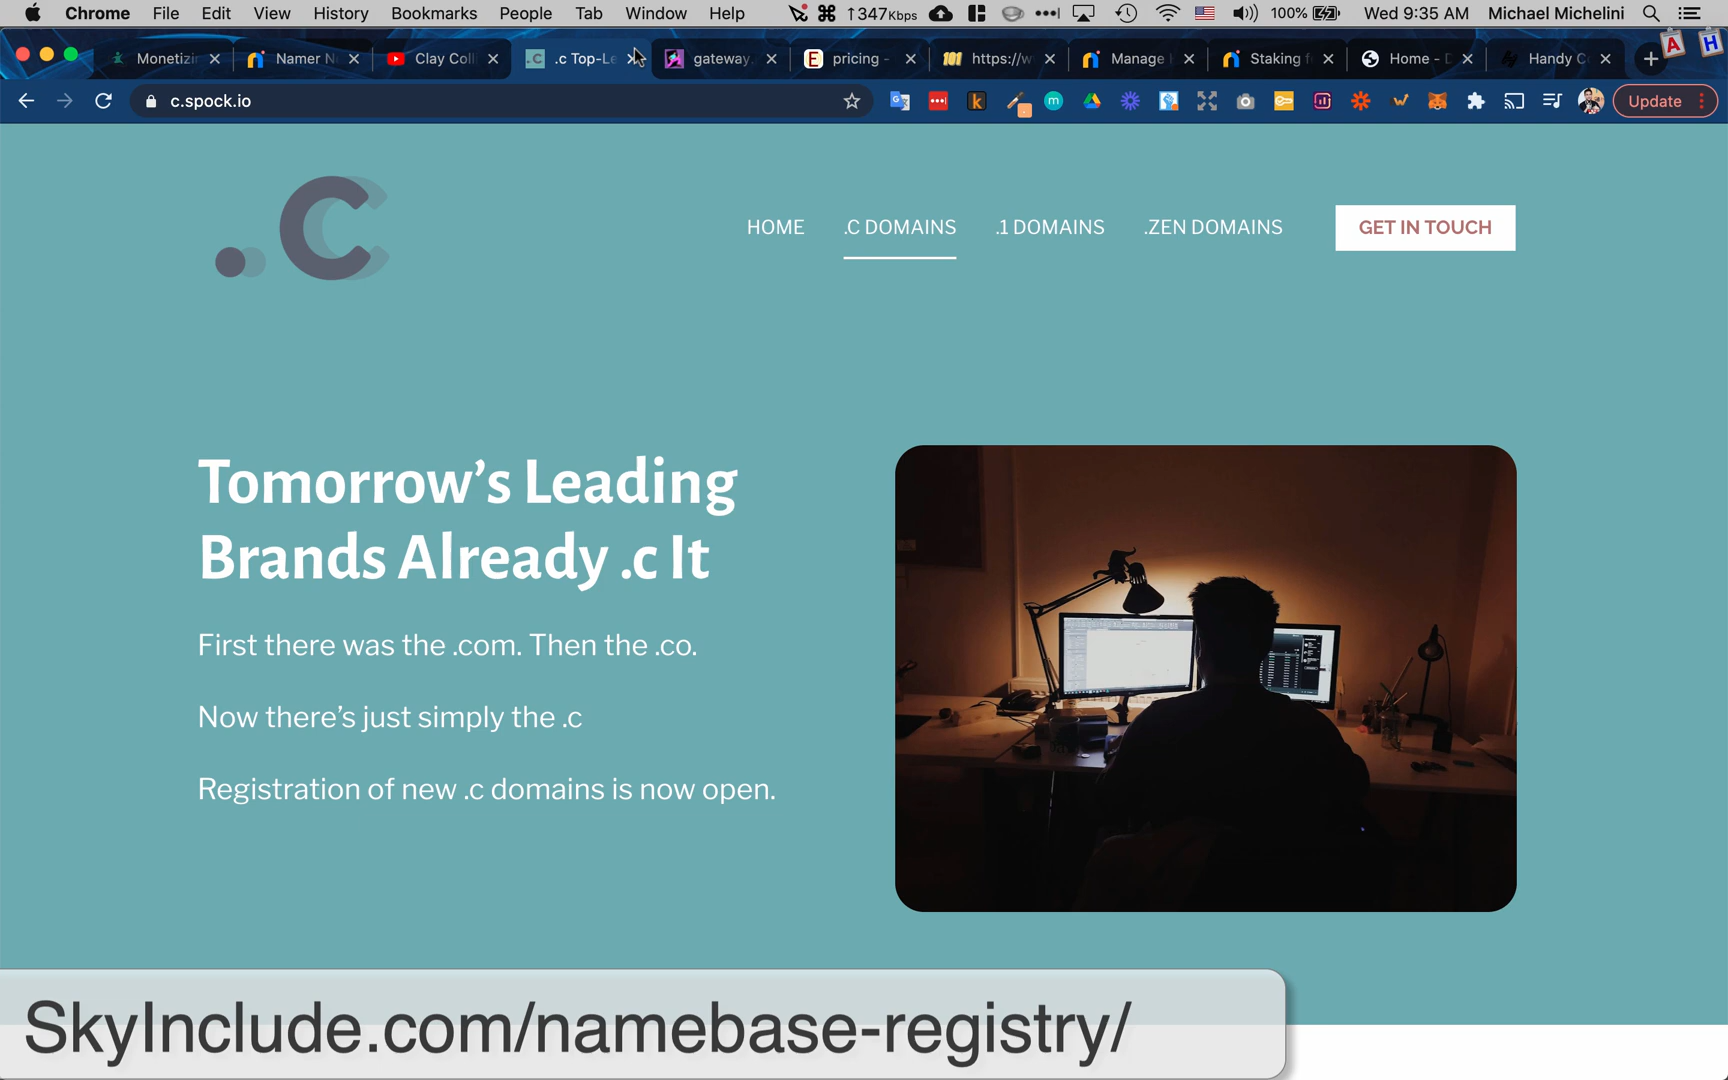 Chrome File Edit View History Bookmarks People Tab Window Help ↑347Kbps 100% Wed 9:35 AM Michael Michelini
Monetizi Namer N Clay Coll .c Top-Le gateway. pricing - https://w Manage Staking f Home - D Handy C A H
c.spock.io Update
.c
HOME .C DOMAINS .1 DOMAINS .ZEN DOMAINS GET IN TOUCH
Tomorrow’s Leading
Brands Already .c It
First there was the .com. Then the .co.
Now there’s just simply the .c
Registration of new .c domains is now open.
SkyInclude.com/namebase-registry/